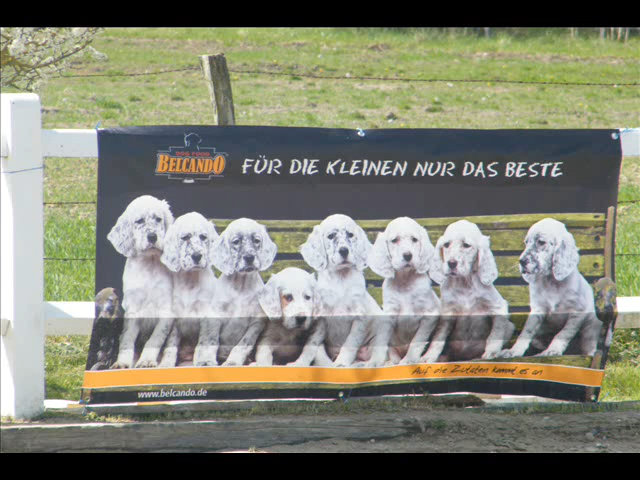 DOG FOOD
BELCANDO
FÜR DIE KLEINEN NUR DAS BESTE
Auf die Zutaten kommt es an
www.belcando.de